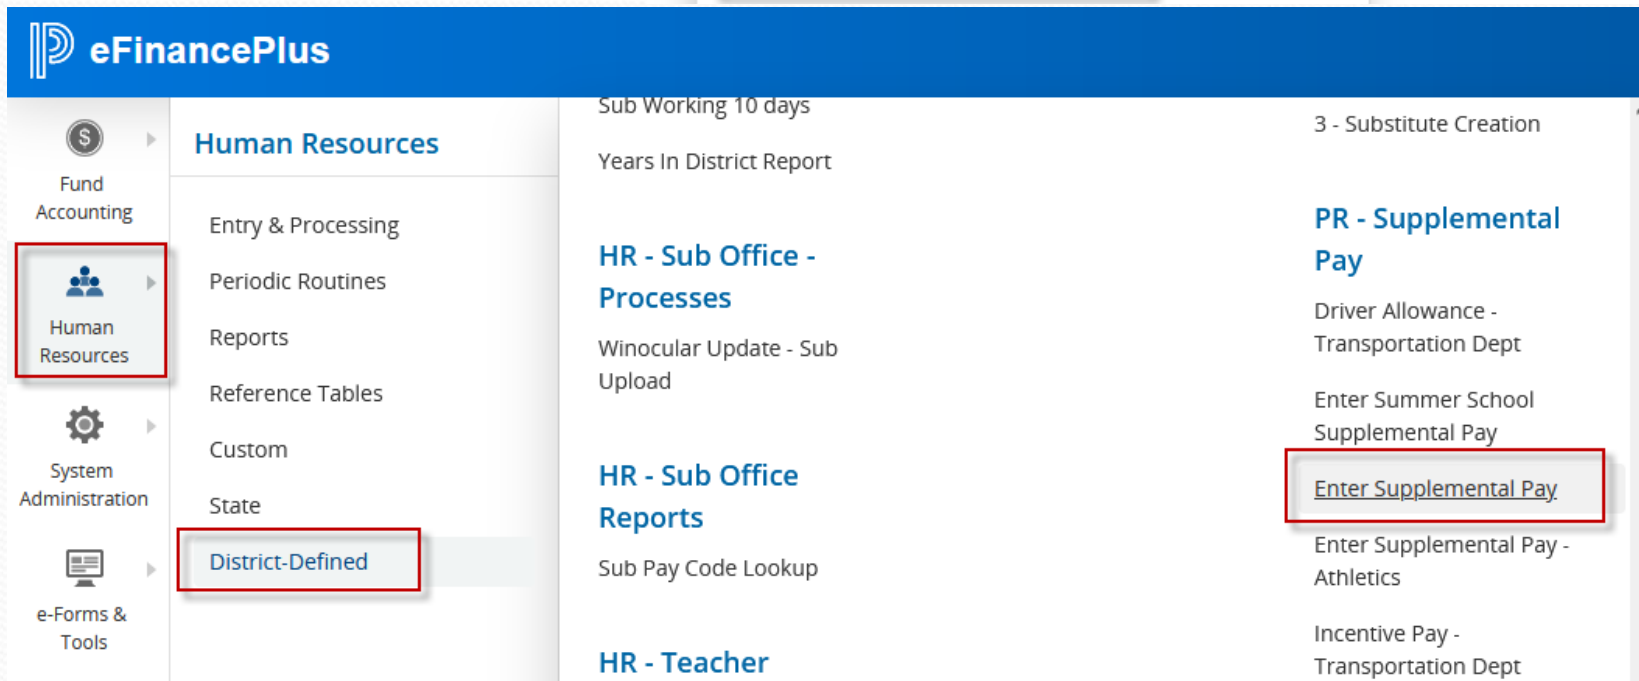 eFinancePlus
Fund
Accounting
Human
Resources
System
Administration
e-Forms &
Tools
Human Resources
Entry & Processing
Periodic Routines
Reports
Reference Tables
Custom
State
District-Defined
Sub Working 10 days
Years In District Report
HR - Sub Office -
Processes
Winocular Update - Sub
Upload
HR - Sub Office
Reports
Sub Pay Code Lookup
HR - Teacher
3 - Substitute Creation
PR - Supplemental
Pay
Driver Allowance -
Transportation Dept
Enter Summer School
Supplemental Pay
Enter Supplemental Pay
Enter Supplemental Pay -
Athletics
Incentive Pay -
Transportation Dept